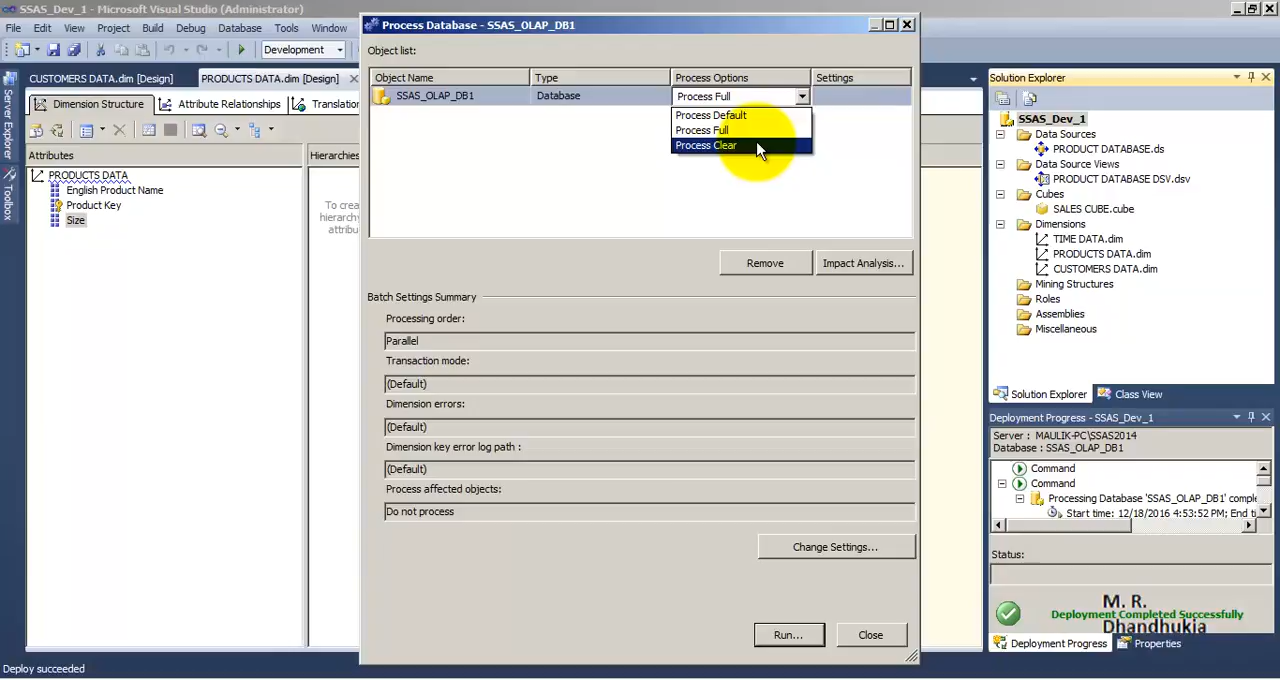 SSAS_Dev_1 - Microsoft Visual Studio (Administrator)
File Edit View Project Build Debug Database Tools Window
Development
CUSTOMERS DATA.dim [Design] PRODUCTS DATA.dim [Design]
Dimension Structure Attribute Relationships Translation
Server Explorer
Toolbox
Attributes
PRODUCTS DATA
English Product Name
Product Key
Size
Hierarchies
To crea
hierarchy
attribu
Process Database - SSAS_OLAP_DB1
Object list:
Object Name Type Process Options Settings
SSAS_OLAP_DB1 Database Process Full
Process Default
Process Full
Process Clear
Remove Impact Analysis...
Batch Settings Summary
Processing order:
Parallel
Transaction mode:
(Default)
Dimension errors:
(Default)
Dimension key error log path :
(Default)
Process affected objects:
Do not process
Change Settings...
Run... Close
Solution Explorer
SSAS_Dev_1
Data Sources
PRODUCT DATABASE.ds
Data Source Views
PRODUCT DATABASE DSV.dsv
Cubes
SALES CUBE.cube
Dimensions
TIME DATA.dim
PRODUCTS DATA.dim
CUSTOMERS DATA.dim
Mining Structures
Roles
Assemblies
Miscellaneous
Solution Explorer Class View
Deployment Progress - SSAS_Dev_1
Server : MAULIK-PC\SSAS2014
Database : SSAS_OLAP_DB1
Command
Command
Processing Database 'SSAS_OLAP_DB1' comple
Start time: 12/18/2016 4:53:52 PM; End ti
Status:
M. R.
Deployment Completed Successfully
Dhandhukia
Deployment Progress Properties
Deploy succeeded